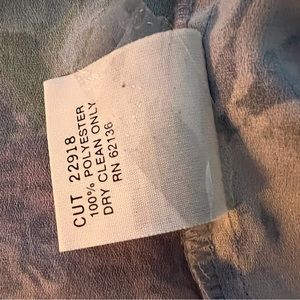 CUT 22918
100% POLYESTER
DRY CLEAN ONLY
RN 62136